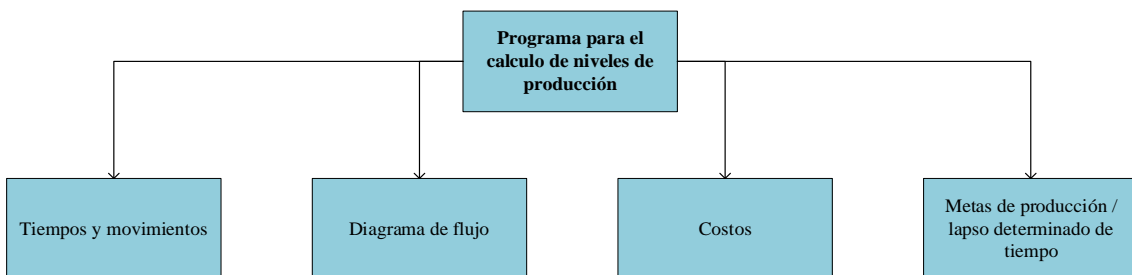 Programa para el
calculo de niveles de
producción
Tiempos y movimientos
Diagrama de flujo
Costos
Metas de producción /
lapso determinado de
tiempo